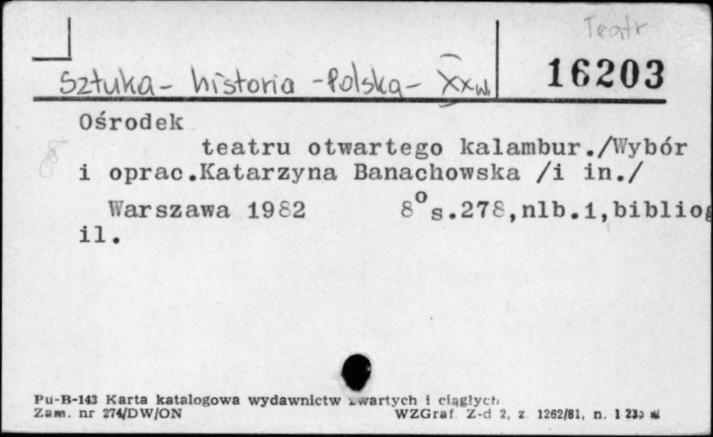 Teatr
Sztuka - historia - Polska - XXw.
16203
Ośrodek
teatru otwartego kalambur./Wybór
i oprac.Katarzyna Banachowska /i in./
Warszawa 1982 8°s.278,nlb.1,bibliog
il.
Pu-B-143 Karta katalogowa wydawnictw zwartych i ciągłych
Zam. nr 274/DW/ON WZGraf. Z-d 2, z. 1262/81, n. 1